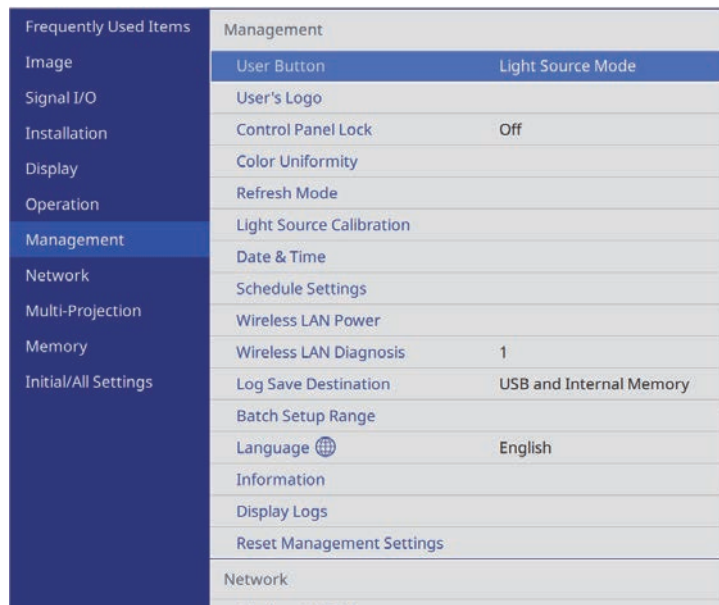 Frequently Used Items
Image
Signal I/O
Installation
Display
Operation
Management
Network
Multi-Projection
Memory
Initial/All Settings
Management
User Button Light Source Mode
User's Logo
Control Panel Lock Off
Color Uniformity
Refresh Mode
Light Source Calibration
Date & Time
Schedule Settings
Wireless LAN Power
Wireless LAN Diagnosis 1
Log Save Destination USB and Internal Memory
Batch Setup Range
Language English
Information
Display Logs
Reset Management Settings
Network